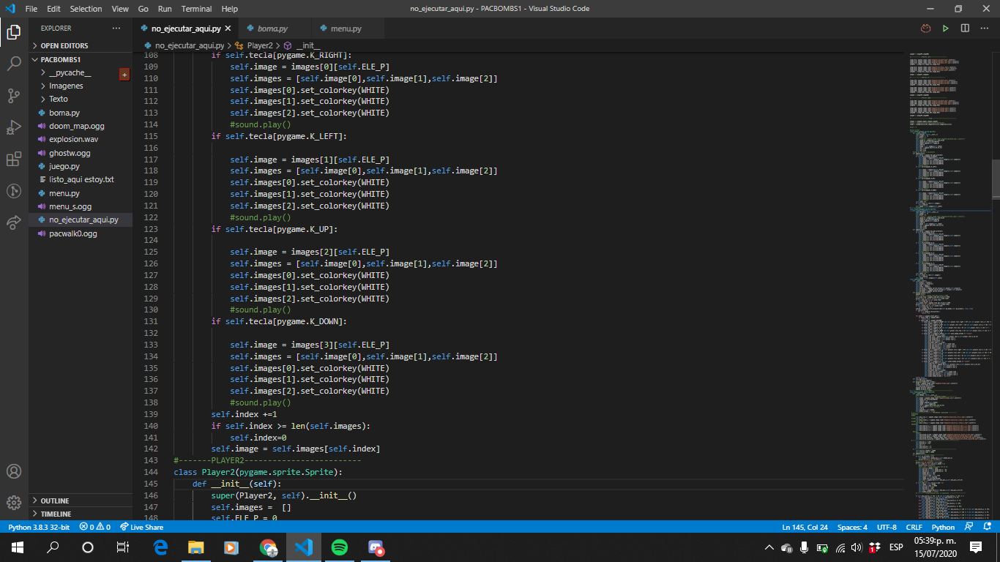 File Edit Selection View Go Run Terminal Help
no_ejecutar_aqui.py - PACBOMBS1 - Visual Studio Code
EXPLORER
OPEN EDITORS
PACBOMBS1
__pycache__
Imagenes
Texto
boma.py
doom_map.ogg
explosion.wav
ghostw.ogg
juego.py
listo_aqui estoy.txt
menu.py
menu_s.ogg
no_ejecutar_aqui.py
pacwalk0.ogg
OUTLINE
TIMELINE
no_ejecutar_aqui.py boma.py menu.py
no_ejecutar_aqui.py > Player2 > __init__
108 if self.tecla[pygame.K_RIGHT]:
109 self.image = images[0][self.ELE_P]
110 self.images = [self.image[0],self.image[1],self.image[2]]
111 self.images[0].set_colorkey(WHITE)
112 self.images[1].set_colorkey(WHITE)
113 self.images[2].set_colorkey(WHITE)
114 #sound.play()
115 if self.tecla[pygame.K_LEFT]:
116
117 self.image = images[1][self.ELE_P]
118 self.images = [self.image[0],self.image[1],self.image[2]]
119 self.images[0].set_colorkey(WHITE)
120 self.images[1].set_colorkey(WHITE)
121 self.images[2].set_colorkey(WHITE)
122 #sound.play()
123 if self.tecla[pygame.K_UP]:
124
125 self.image = images[2][self.ELE_P]
126 self.images = [self.image[0],self.image[1],self.image[2]]
127 self.images[0].set_colorkey(WHITE)
128 self.images[1].set_colorkey(WHITE)
129 self.images[2].set_colorkey(WHITE)
130 #sound.play()
131 if self.tecla[pygame.K_DOWN]:
132
133 self.image = images[3][self.ELE_P]
134 self.images = [self.image[0],self.image[1],self.image[2]]
135 self.images[0].set_colorkey(WHITE)
136 self.images[1].set_colorkey(WHITE)
137 self.images[2].set_colorkey(WHITE)
138 #sound.play()
139 self.index +=1
140 if self.index >= len(self.images):
141 self.index=0
142 self.image = self.images[self.index]
143 #-------PLAYER2-------------------------
144 class Player2(pygame.sprite.Sprite):
145 def __init__(self):
146 super(Player2, self).__init__()
147 self.images = []
148 self.ELE_P = 0
Python 3.8.3 32-bit 0 0 Live Share
Ln 145, Col 24 Spaces: 4 UTF-8 CRLF Python
ESP
05:39:p. m.
15/07/2020